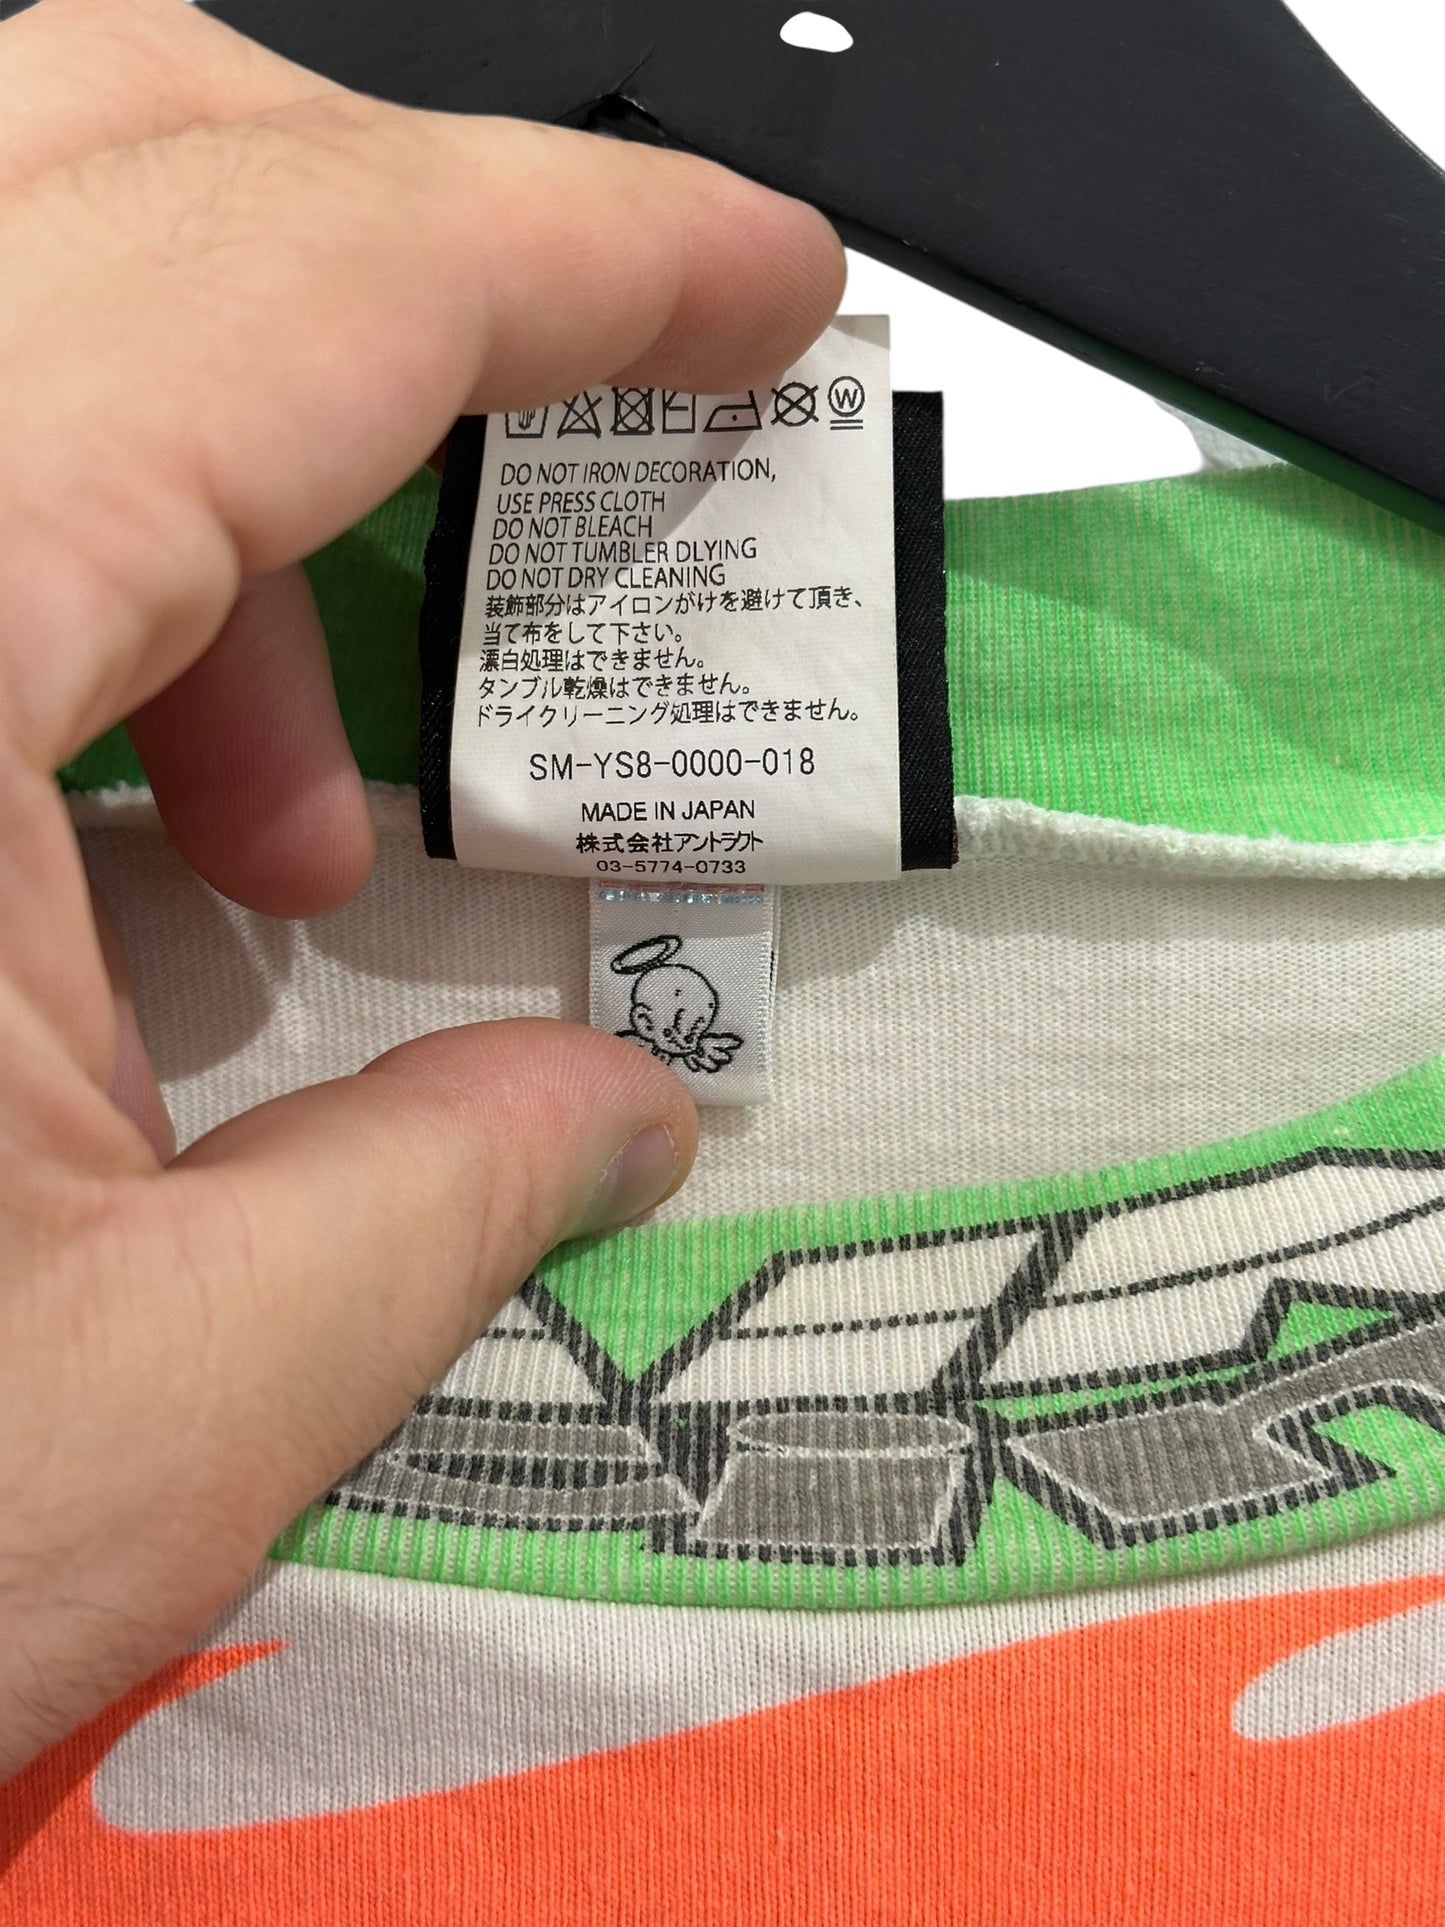 W
DO NOT IRON DECORATION,
USE PRESS CLOTH
DO NOT BLEACH
DO NOT TUMBLER DLYING
DO NOT DRY CLEANING
装飾部分はアイロンがけを避けて頂き、
当て布をして下さい。
漂白処理はできません。
タンブル乾燥はできません。
ドライクリーニング処理はできません。
SM-YS8-0000-018
MADE IN JAPAN
株式会社アントラクト
03-5774-0733